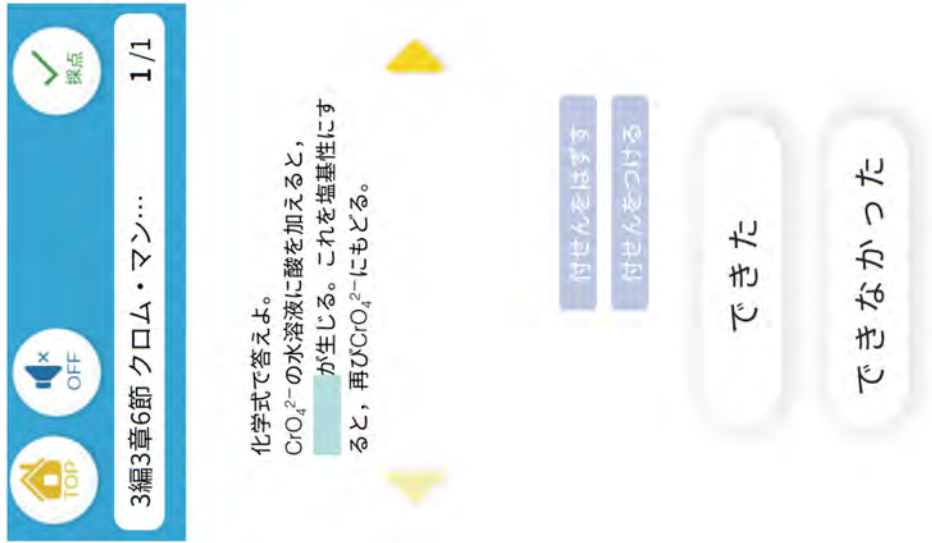 TOP
OFF
採点
3編3章6節 クロム・マン…
1/1
化学式で答えよ。
CrO₄²⁻の水溶液に酸を加えると，
が生じる。これを塩基性にす
ると，再びCrO₄²⁻にもどる。
付せんをはずす
付せんをつける
できた
できなかった